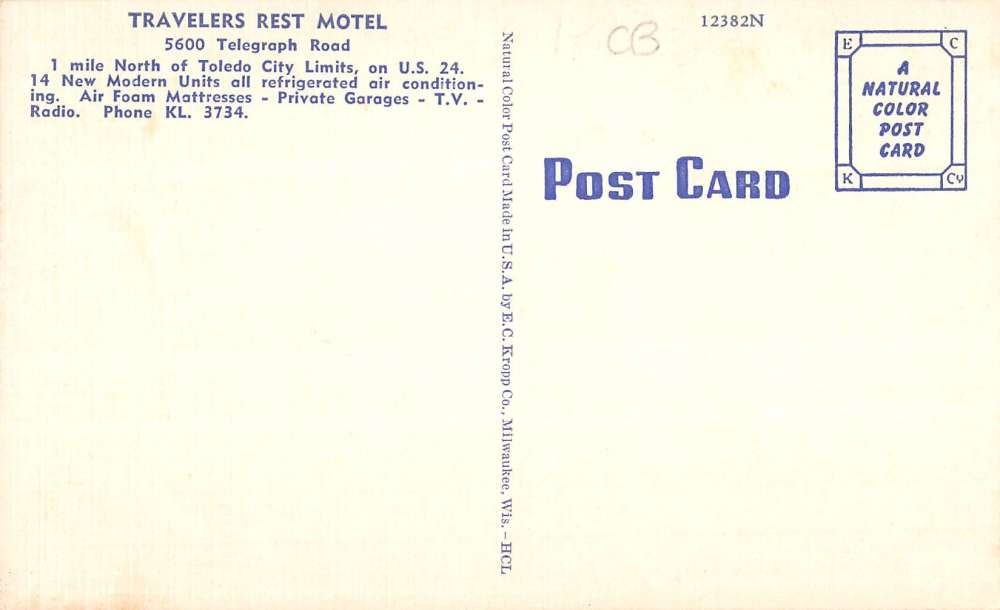 TRAVELERS REST MOTEL
5600 Telegraph Road
1 mile North of Toledo City Limits, on U.S. 24.
14 New Modern Units all refrigerated air condition-
ing. Air Foam Mattresses - Private Garages - T.V. -
Radio. Phone KL. 3734.
Natural Color Post Card Made in U.S.A. by E.C. Kropp Co., Milwaukee, Wis. - HCL
CB
12382N
POST CARD
E C
A
NATURAL
COLOR
POST
CARD
K Co